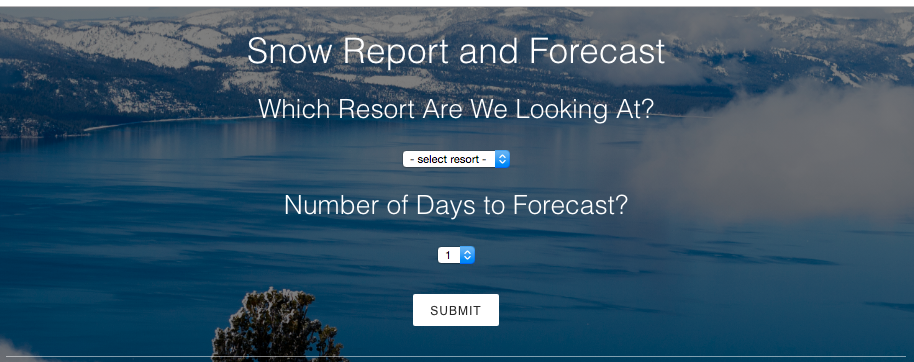 Snow Report and Forecast
Which Resort Are We Looking At?
- select resort -
Number of Days to Forecast?
1
SUBMIT